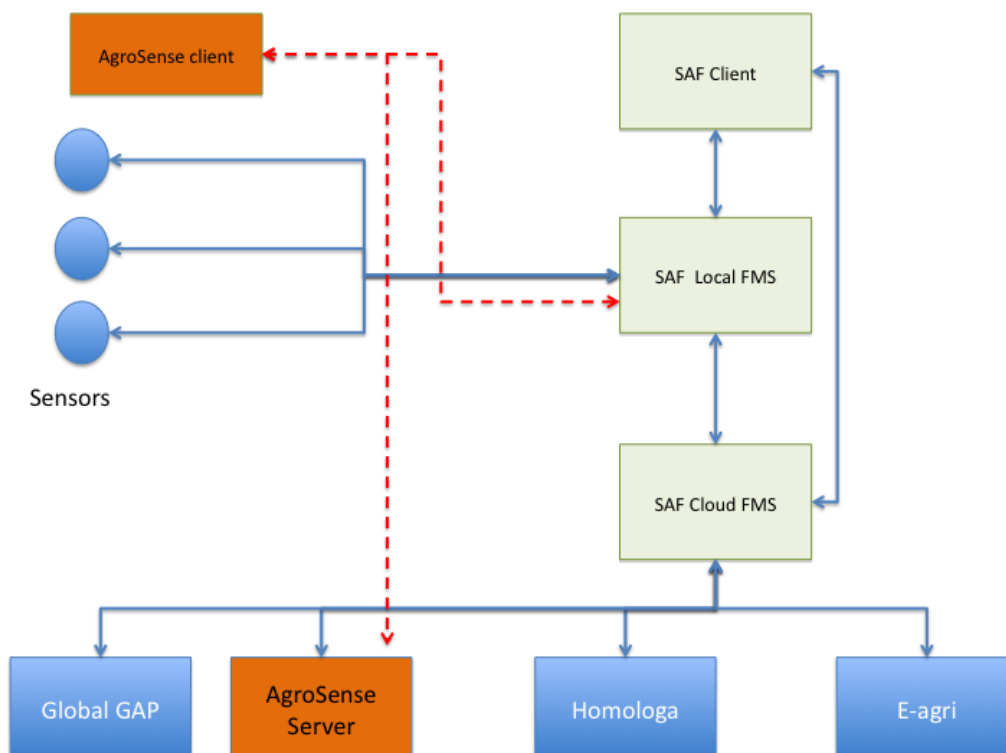 AgroSense client
SAF Client
SAF Local FMS
Sensors
SAF Cloud FMS
Global GAP
AgroSense
Server
Homologa
E-agri